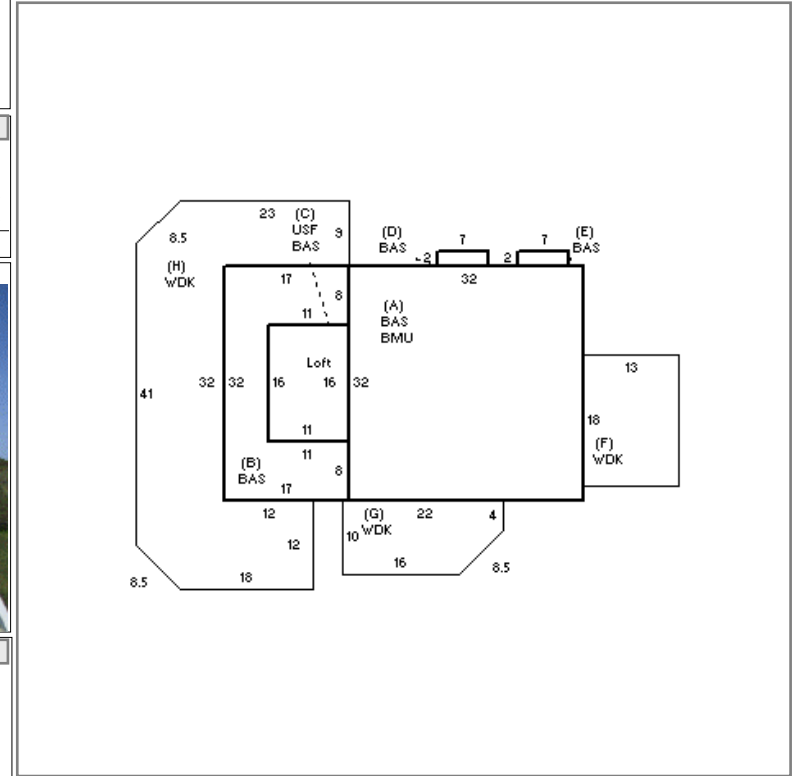 23
(C)
USF
BAS
9
(D)
BAS
2
7
2
7
(E)
BAS
8.5
(H)
WDK
17
8
32
11
(A)
BAS
BMU
Loft
13
41
32
32
16
16
32
18
(F)
WDK
11
11
(B)
BAS
8
17
12
(G)
WDK
22
4
12
10
16
8.5
8.5
18